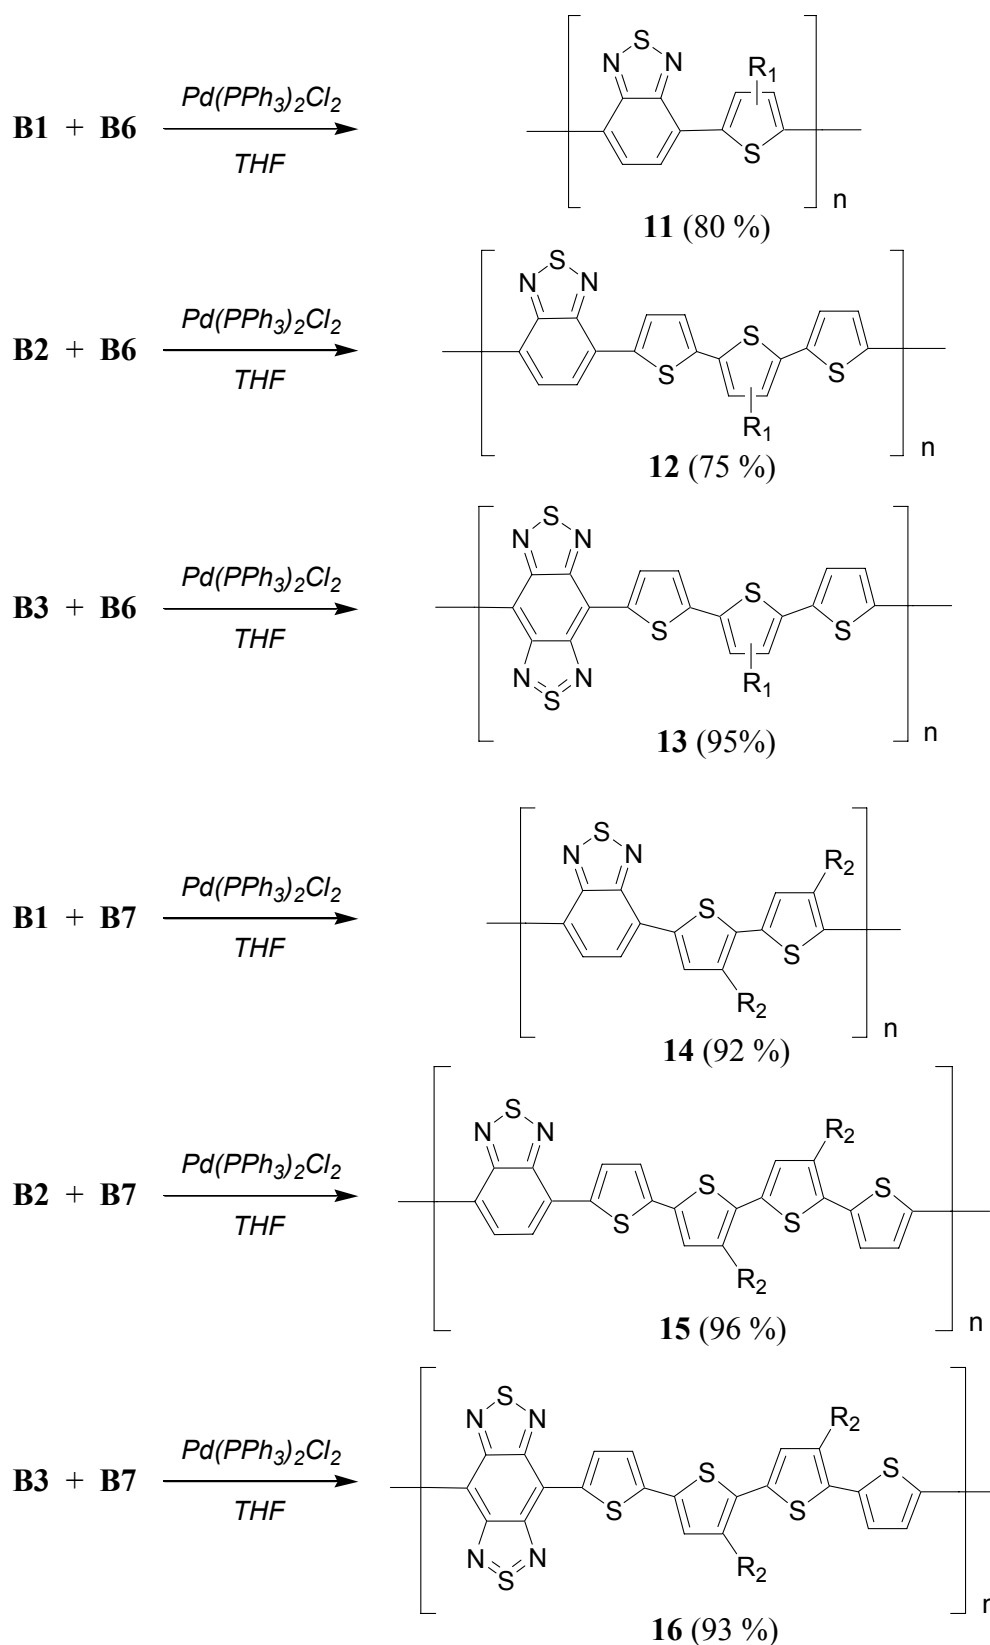 B1 + B6 Pd(PPh3)2Cl2 THF
N S N R1 S n
11 (80 %)
B2 + B6 Pd(PPh3)2Cl2 THF
N S N S S R1 S n
12 (75 %)
B3 + B6 Pd(PPh3)2Cl2 THF
N S N N S N S S R1 S n
13 (95%)
B1 + B7 Pd(PPh3)2Cl2 THF
N S N S R2 S R2 n
14 (92 %)
B2 + B7 Pd(PPh3)2Cl2 THF
N S N S S R2 S R2 S n
15 (96 %)
B3 + B7 Pd(PPh3)2Cl2 THF
N S N N S N S S R2 S R2 S n
16 (93 %)